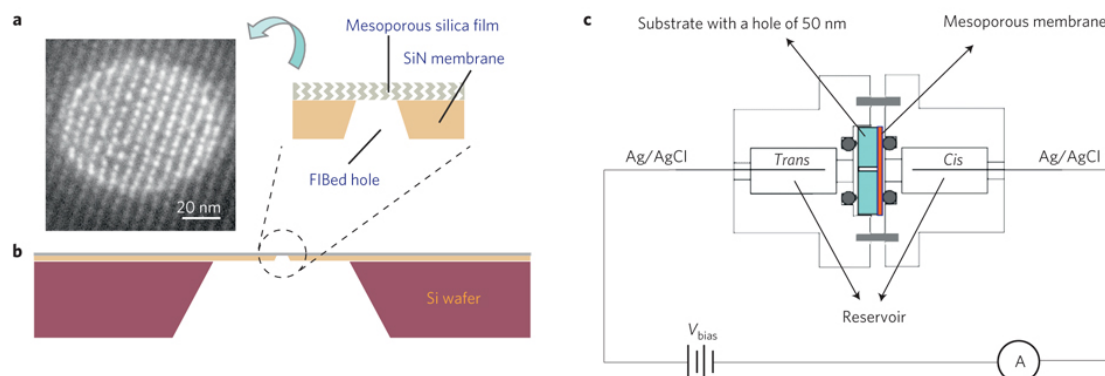 a
Mesoporous silica film
SiN membrane
FIBed hole
20 nm
b
Si wafer
c
Substrate with a hole of 50 nm
Mesoporous membrane
Ag/AgCl
Trans
Cis
Ag/AgCl
Reservoir
V bias
A